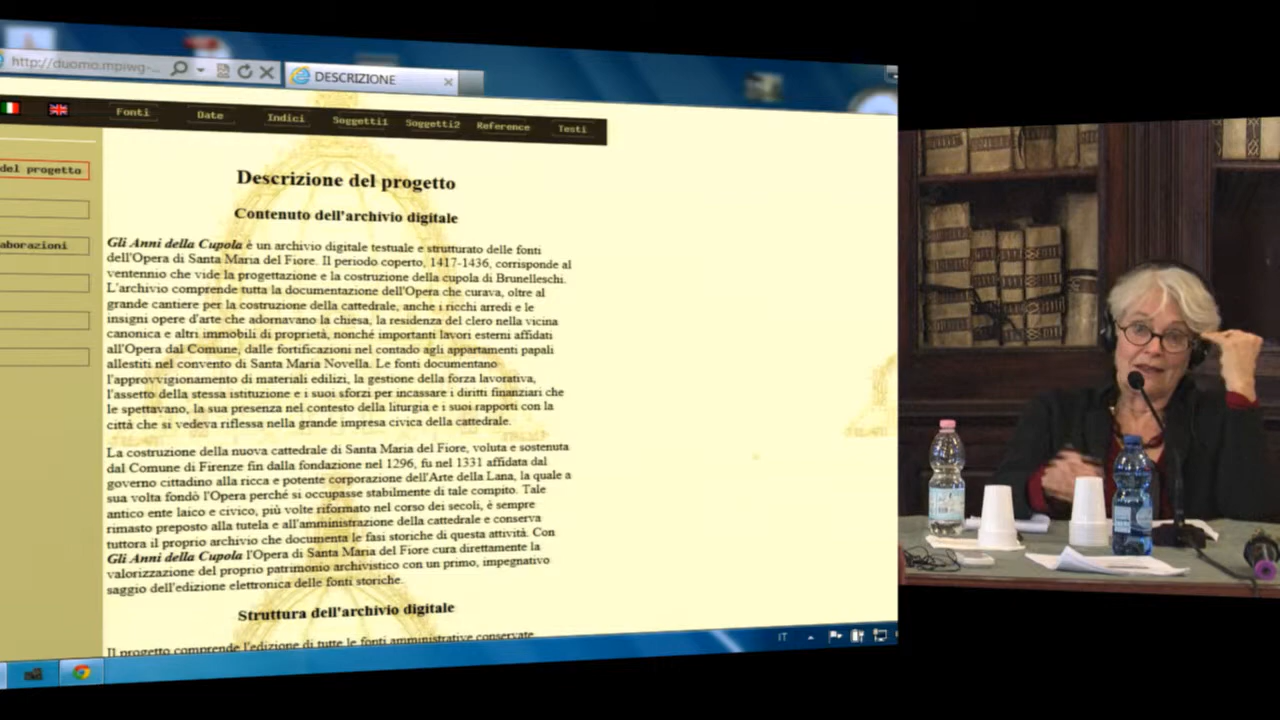 http://duomo.mpiwg-...
DESCRIZIONE
Fonti
Date
Indici
Soggetti1
Soggetti2
Reference
Testi
del progetto
aborazioni
Descrizione del progetto
Contenuto dell'archivio digitale
Gli Anni della Cupola è un archivio digitale testuale e strutturato delle fonti
dell'Opera di Santa Maria del Fiore. Il periodo coperto, 1417-1436, corrisponde al
ventennio che vide la progettazione e la costruzione della cupola di Brunelleschi.
L'archivio comprende tutta la documentazione dell'Opera che curava, oltre al
grande cantiere per la costruzione della cattedrale, anche i ricchi arredi e le
insigni opere d'arte che adornavano la chiesa, la residenza del clero nella vicina
canonica e altri immobili di proprietà, nonché importanti lavori esterni affidati
all'Opera dal Comune, dalle fortificazioni nel contado agli appartamenti papali
allestiti nel convento di Santa Maria Novella. Le fonti documentano
l'approvvigionamento di materiali edilizi, la gestione della forza lavorativa,
l'assetto della stessa istituzione e i suoi sforzi per incassare i diritti finanziari che
le spettavano, la sua presenza nel contesto della liturgia e i suoi rapporti con la
città che si vedeva riflessa nella grande impresa civica della cattedrale.
La costruzione della nuova cattedrale di Santa Maria del Fiore, voluta e sostenuta
dal Comune di Firenze fin dalla fondazione nel 1296, fu nel 1331 affidata dal
governo cittadino alla ricca e potente corporazione dell'Arte della Lana, la quale a
sua volta fondò l'Opera perché si occupasse stabilmente di tale compito. Tale
antico ente laico e civico, più volte riformato nel corso dei secoli, è sempre
rimasto preposto alla tutela e all'amministrazione della cattedrale e conserva
tuttora il proprio archivio che documenta le fasi storiche di questa attività. Con
Gli Anni della Cupola l'Opera di Santa Maria del Fiore cura direttamente la
valorizzazione del proprio patrimonio archivistico con un primo, impegnativo
saggio dell'edizione elettronica delle fonti storiche.
Struttura dell'archivio digitale
Il progetto comprende l'edizione di tutte le fonti amministrative conservate
IT